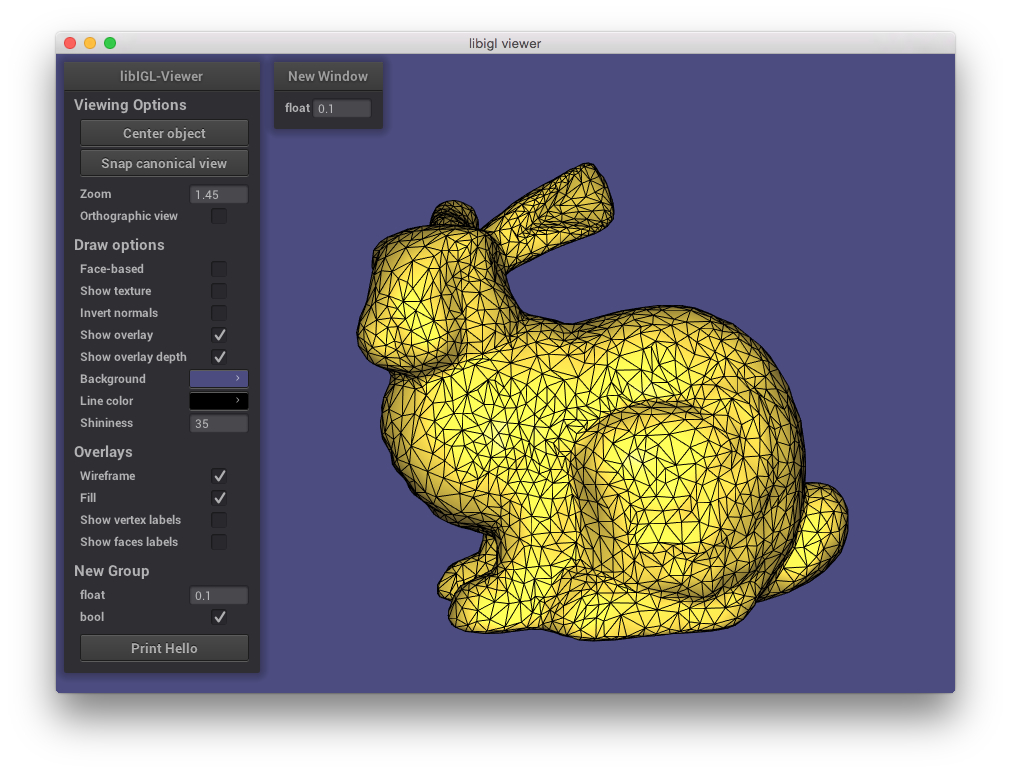 libigl viewer
libIGL-Viewer
Viewing Options
Center object
Snap canonical view
Zoom 1.45
Orthographic view
Draw options
Face-based
Show texture
Invert normals
Show overlay
Show overlay depth
Background
Line color
Shininess 35
Overlays
Wireframe
Fill
Show vertex labels
Show faces labels
New Group
float 0.1
bool
Print Hello
New Window
float 0.1